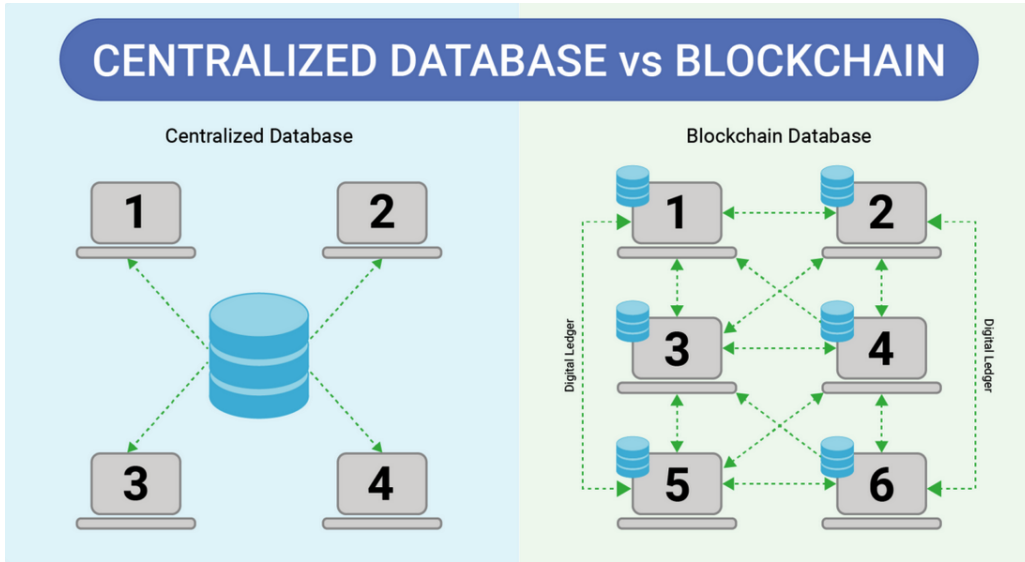 CENTRALIZED DATABASE vs BLOCKCHAIN
Centralized Database
1
2
3
4
Blockchain Database
1
2
3
4
5
6
Digital Ledger
Digital Ledger